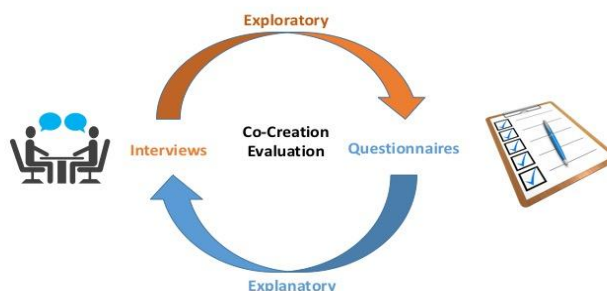 Exploratory
Interviews
Co-Creation
Evaluation
Questionnaires
Explanatory